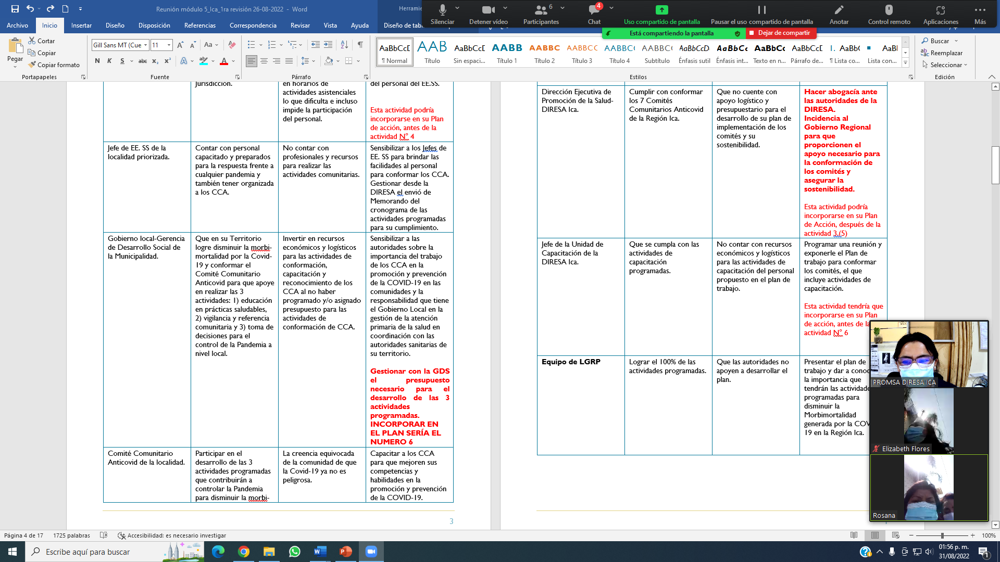 Reunión módulo 5_Ica_1ra revisión 26-08-2022 - Word
Herramie
Silenciar
Detener vídeo
6
Participantes
4
Chat
Uso compartido de pantalla
Pausar el uso compartido de pantalla
Anotar
Control remoto
Aplicaciones
Más
Archivo
Inicio
Insertar
Diseño
Disposición
Referencias
Correspondencia
Revisar
Vista
Ayuda
Diseño de tabl
Está compartiendo la pantalla
Dejar de compartir
Pegar
Cortar
Copiar
Copiar formato
Portapapeles
Gill Sans MT (Cue
11
N K S abc x₂ x²
Fuente
Párrafo
AaBbCcD
¶ Normal
AAB
Título
AaBbCcD
Sin espaci...
AABB
Título 1
AABBC
Título 2
AABBCC
Título 3
AABBC
Título 4
AABBCC
Subtítulo
AaBbCcD
Énfasis sutil
AaBbCc
Énfasis int...
AaBbCc
Texto en n...
AaBbCcD
Párrafo de...
1. AaBbC
¶ Lista co...
AaBl
Lista con...
Estilos
Buscar
Reemplazar
Seleccionar
Edición
Jurisdicción.
en horarios de
actividades asistenciales
lo que dificulta e incluso
impide la participación
del personal.
del personal del EE.SS.
Esta actividad podría
incorporarse en su Plan
de acción, antes de la
actividad N° 4
Jefe de EE. SS de la
localidad priorizada.
Contar con personal
capacitado y preparados
para la respuesta frente a
cualquier pandemia y
también tener organizada
a los CCA.
No contar con
profesionales y recursos
para realizar las
actividades comunitarias.
Sensibilizar a los Jefes de
EE. SS para brindar las
facilidades al personal
para conformar los CCA.
Gestionar desde la
DIRESA el envió de
Memorando del
cronograma de las
actividades programadas
para su cumplimiento.
Gobierno local-Gerencia
de Desarrollo Social de
la Municipalidad.
Que en su Territorio
logre disminuir la morbi-
mortalidad por la Covid-
19 y conformar el
Comité Comunitario
Anticovid para que apoye
en realizar las 3
actividades: 1) educación
en prácticas saludables,
2) vigilancia y referencia
comunitaria y 3) toma de
decisiones para el
control de la Pandemia a
nivel local.
Invertir en recursos
económicos y logísticos
para las actividades de
conformación,
capacitación y
reconocimiento de los
CCA al no haber
programado y/o asignado
presupuesto para las
actividades de
conformación de CCA.
Sensibilizar a las
autoridades sobre la
importancia del trabajo
de los CCA en la
promoción y prevención
de la COVID-19 en las
comunidades y la
responsabilidad que tiene
el Gobierno Local en la
gestión de la atención
primaria de la salud en
coordinación con las
autoridades sanitarias de
su territorio.
Gestionar con la GDS
el presupuesto
necesario para el
desarrollo de las 3
actividades
programadas.
INCORPORAR EN
EL PLAN SERÍA EL
NUMERO 6
Comité Comunitario
Anticovid de la localidad.
Participar en el
desarrollo de las 3
actividades programadas
que contribuirán a
controlar la Pandemia
para disminuir la morbi-
La creencia equivocada
de la comunidad de que
la Covid-19 ya no es
peligrosa.
Capacitar a los CCA
para que mejoren sus
competencias y
habilidades en la
promoción y prevención
de la COVID-19.
3
Dirección Ejecutiva de
Promoción de la Salud-
DIRESA Ica.
Cumplir con conformar
los 7 Comités
Comunitarios Anticovid
de la Región Ica.
Que no cuente con
apoyo logístico y
presupuestario para el
desarrollo de su plan de
implementación de los
comités y su
sostenibilidad.
Hacer abogacía ante
las autoridades de la
DIRESA.
Incidencia al
Gobierno Regional
para que
proporcionen el
apoyo necesario para
la conformación de
los comités y
asegurar la
sostenibilidad.
Esta actividad podría
incorporarse en su Plan
de Acción, después de la
actividad 3.(5)
Jefe de la Unidad de
Capacitación de la
DIRESA Ica.
Que se cumpla con las
actividades de
capacitación
programadas.
No contar con recursos
económicos y logísticos
para las actividades de
capacitación del personal
propuesto en el plan de
trabajo.
Programar una reunión y
exponerle el Plan de
trabajo para conformar
los comités, el que
incluye actividades de
capacitación.
Esta actividad tendría que
incorporarse en su Plan
de acción, antes de la
actividad N° 6
Equipo de LGRP
Lograr el 100% de las
actividades programadas.
Que las autoridades no
apoyen a desarrollar el
plan.
Presentar el plan de
trabajo y dar a conoc
la importancia que
tendrán las actividade
programadas para
disminuir la
Morbimortalidad
generada por la COV
19 en la Región Ica.
PROMSA DIRESA ICA
Elizabeth Flores
Rosana
Página 4 de 17
1725 palabras
Accesibilidad: es necesario investigar
100%
Escribe aquí para buscar
01:56 p. m.
31/08/2022
1